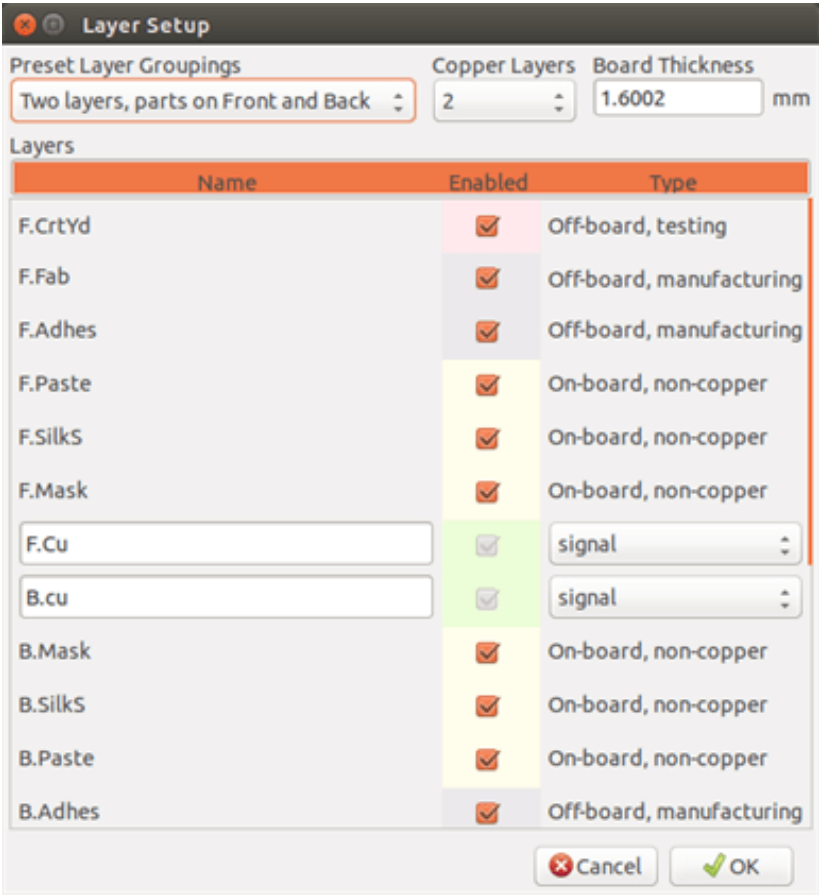 Layer Setup
Preset Layer Groupings Copper Layers Board Thickness
Two layers, parts on Front and Back 2 1.6002 mm
Layers
Name Enabled Type
F.CrtYd Off-board, testing
F.Fab Off-board, manufacturing
F.Adhes Off-board, manufacturing
F.Paste On-board, non-copper
F.SilkS On-board, non-copper
F.Mask On-board, non-copper
F.Cu signal
B.cu signal
B.Mask On-board, non-copper
B.SilkS On-board, non-copper
B.Paste On-board, non-copper
B.Adhes Off-board, manufacturing
Cancel OK